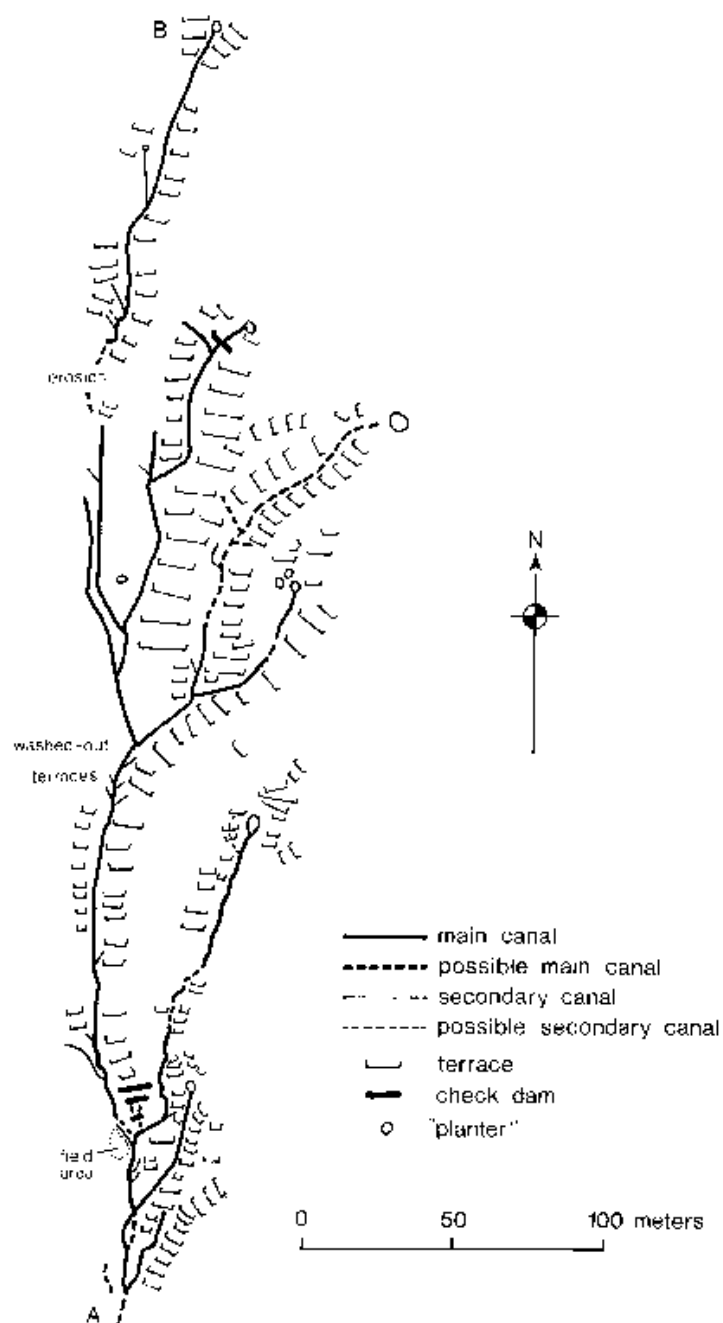 B
erosion
N
washed-out
terraces
main canal
possible main canal
secondary canal
possible secondary canal
terrace
check dam
"planter"
field
area
0 50 100 meters
A